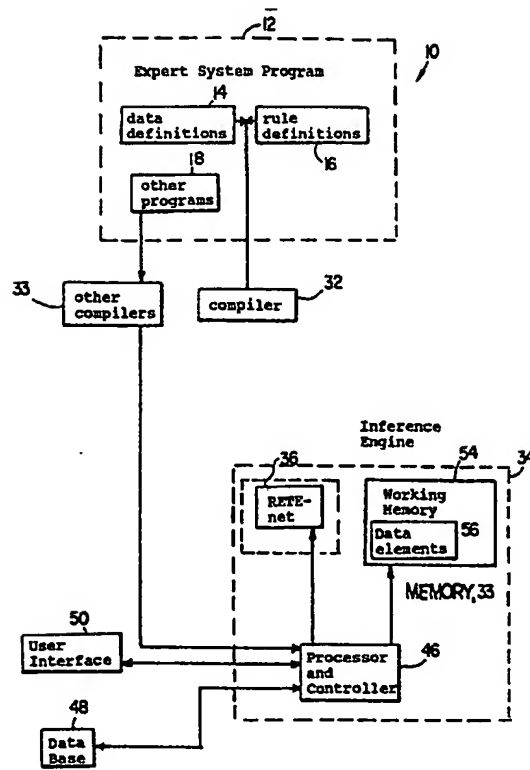 12
Expert System Program
10
14
data
definitions
rule
definitions
16
18
other
programs
33
other
compilers
compiler
32
Inference
Engine
34
36
RETE-
net
54
Working
Memory
Data
elements
56
MEMORY, 33
50
User
Interface
Processor
and
Controller
46
48
Data
Base